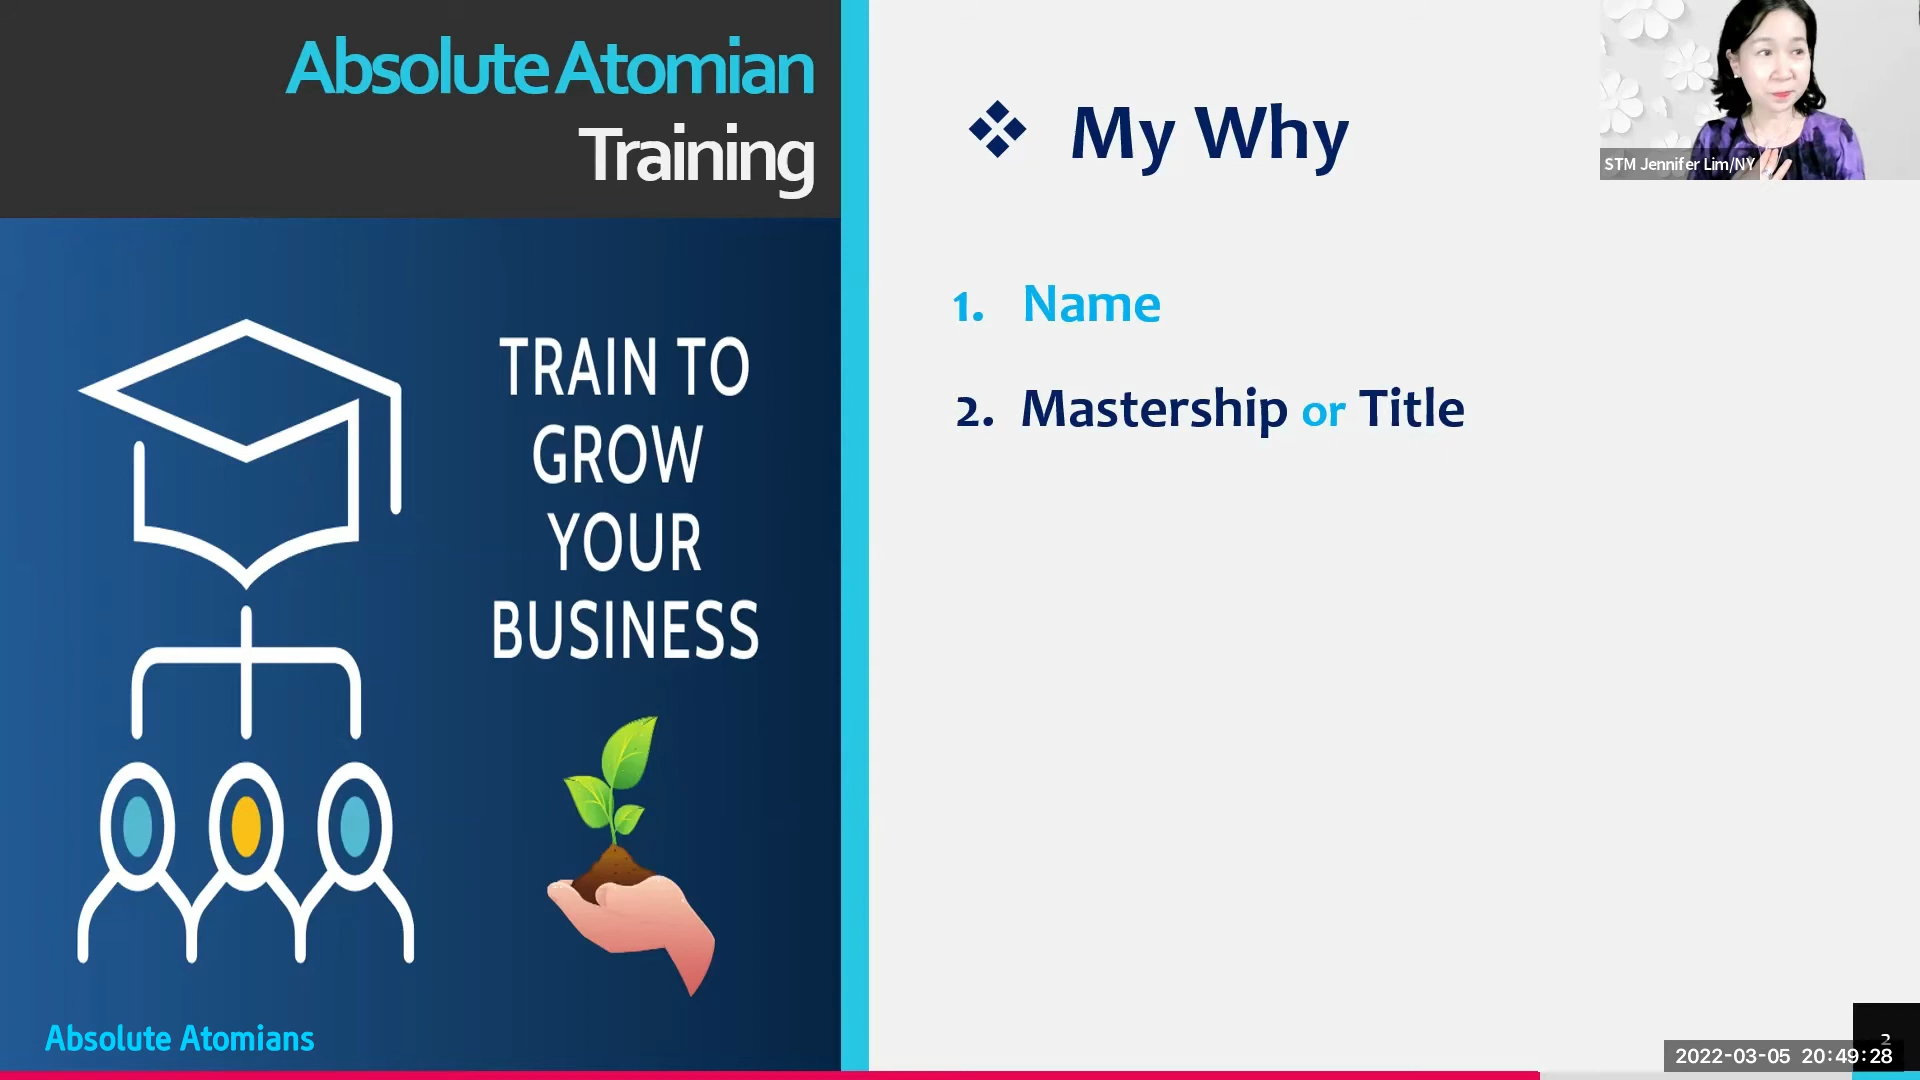 Absolute Atomian
Training
TRAIN TO
GROW
YOUR
BUSINESS
Absolute Atomians
❖ My Why
1. Name
2. Mastership or Title
STM Jennifer Lim/NY
2
2022-03-05 20:49:28